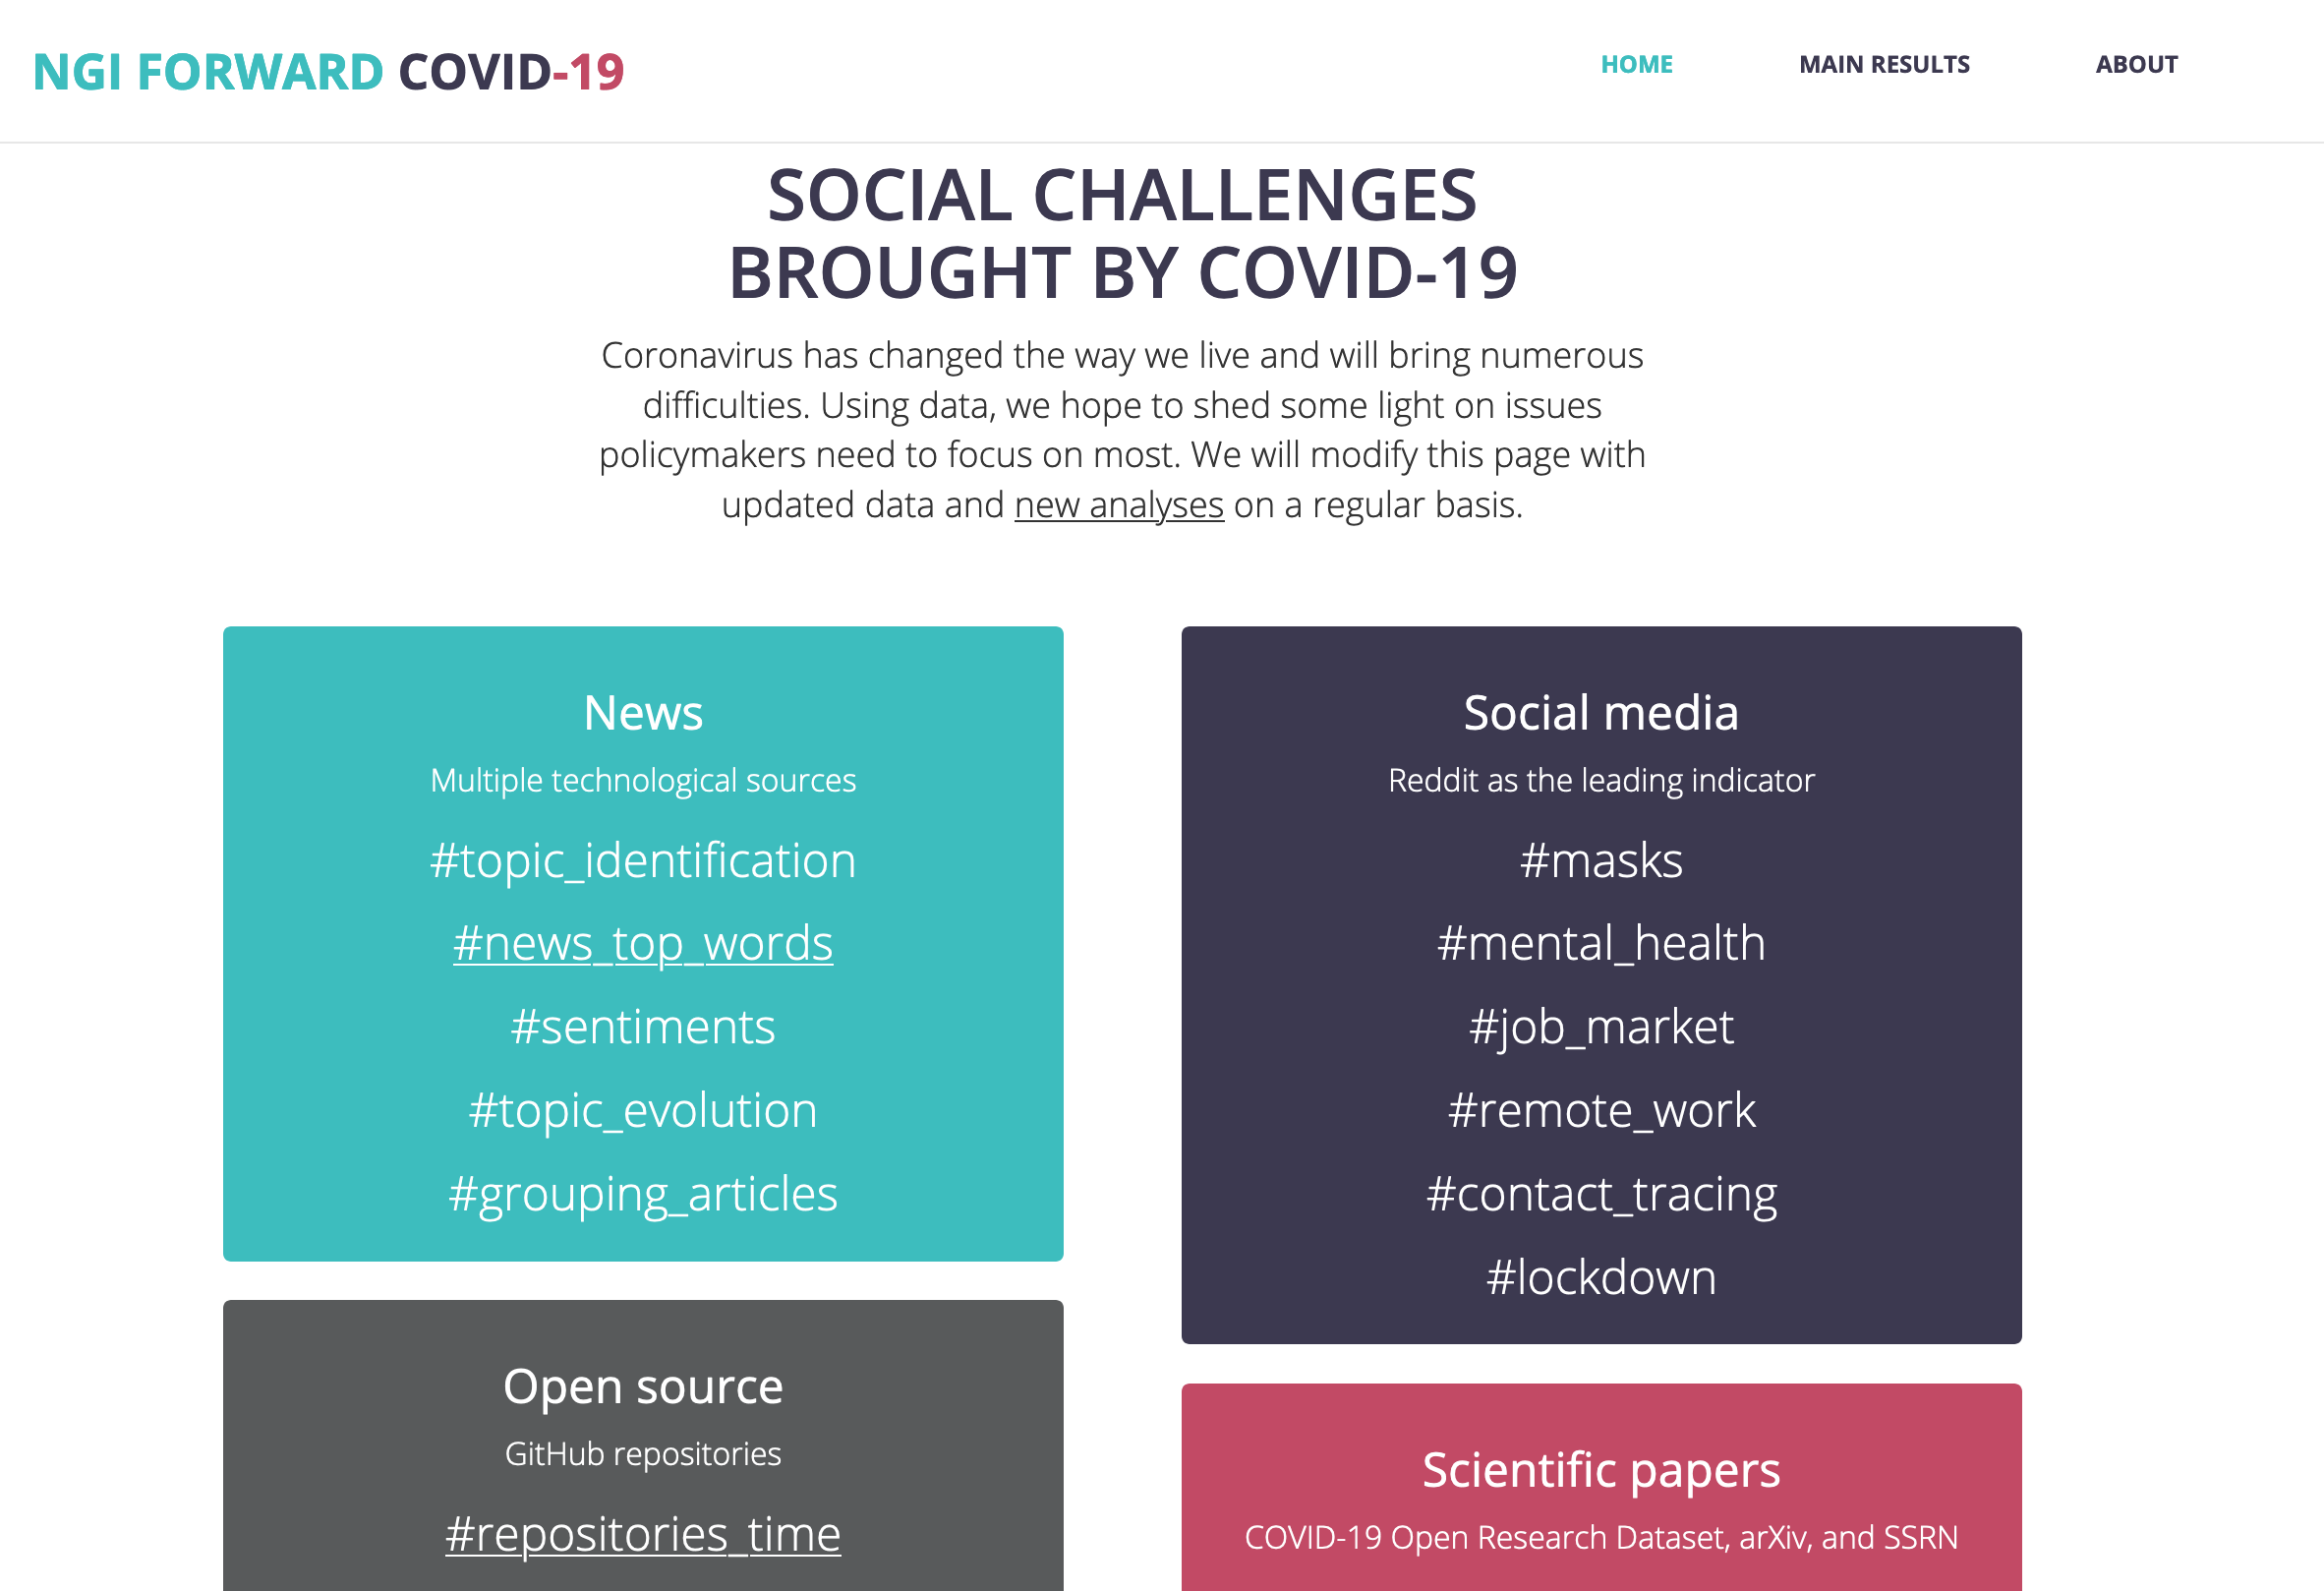 NGI FORWARD COVID-19
HOME
MAIN RESULTS
ABOUT
SOCIAL CHALLENGES
BROUGHT BY COVID-19
Coronavirus has changed the way we live and will bring numerous
difficulties. Using data, we hope to shed some light on issues
policymakers need to focus on most. We will modify this page with
updated data and new analyses on a regular basis.
News
Multiple technological sources
#topic_identification
#news_top_words
#sentiments
#topic_evolution
#grouping_articles
Social media
Reddit as the leading indicator
#masks
#mental_health
#job_market
#remote_work
#contact_tracing
#lockdown
Open source
GitHub repositories
#repositories_time
Scientific papers
COVID-19 Open Research Dataset, arXiv, and SSRN